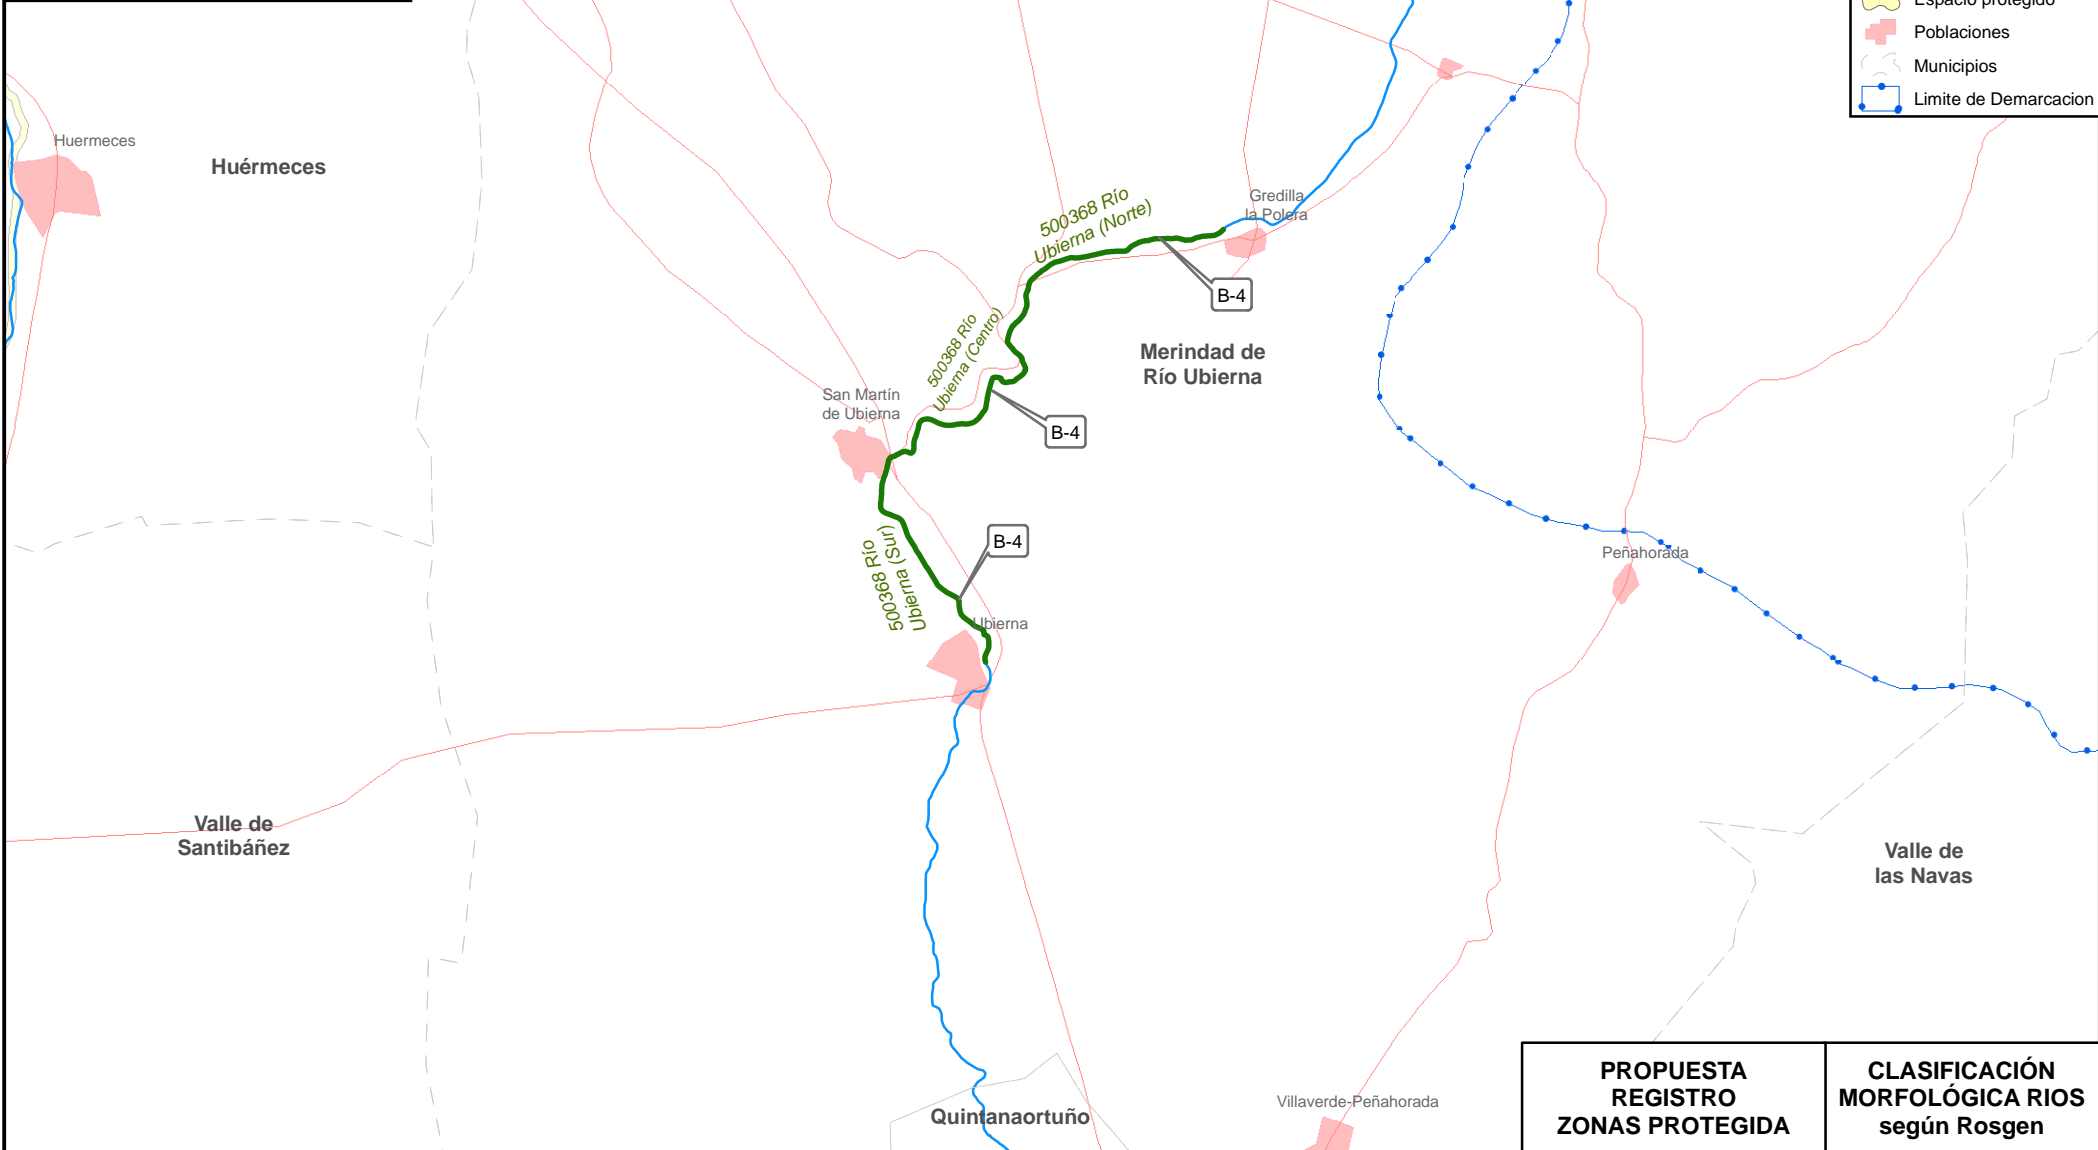 Espacio protegido
Poblaciones
Municipios
Limite de Demarcacion
Huermeces
Huérmeces
500368 Río
Ubierna (Norte)
Gredilla
la Polera
B-4
500368 Río
Ubierna (Centro)
Merindad de
Río Ubierna
San Martín
de Ubierna
B-4
500368 Río
Ubierna (Sur)
B-4
Peñahorada
Ubierna
Valle de
Santibáñez
Valle de
las Navas
Quintanaortuño
Villaverde-Peñahorada
PROPUESTA
REGISTRO
ZONAS PROTEGIDA
CLASIFICACIÓN
MORFOLÓGICA RIOS
según Rosgen